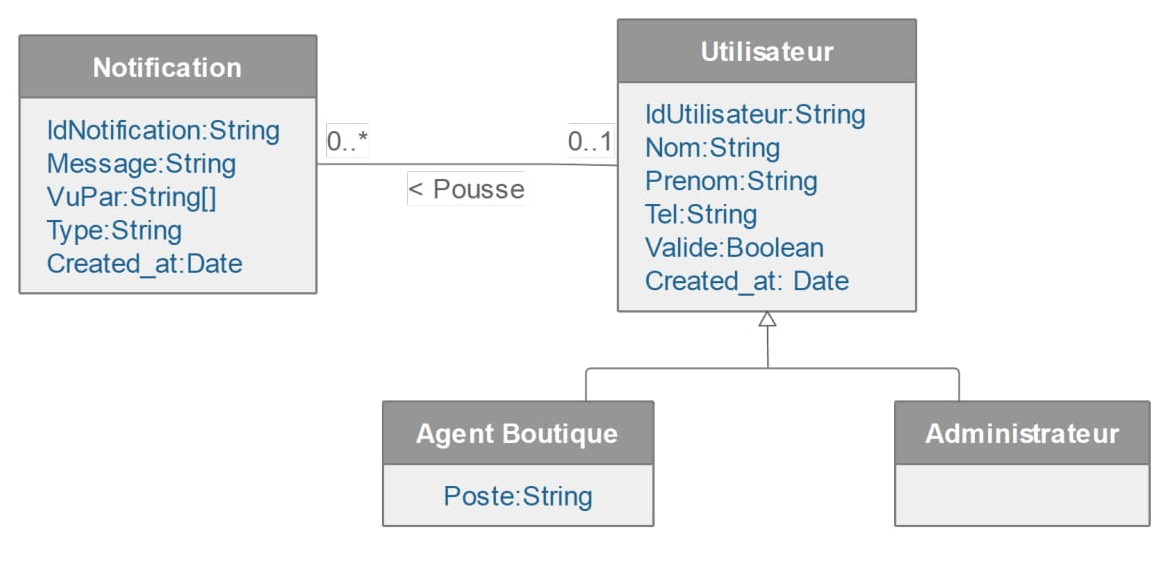 Notification
IdNotification:String
Message:String
VuPar:String[]
Type:String
Created_at:Date
0..*
0..1
< Pousse
Utilisateur
IdUtilisateur:String
Nom:String
Prenom:String
Tel:String
Valide:Boolean
Created_at: Date
Agent Boutique
Poste:String
Administrateur